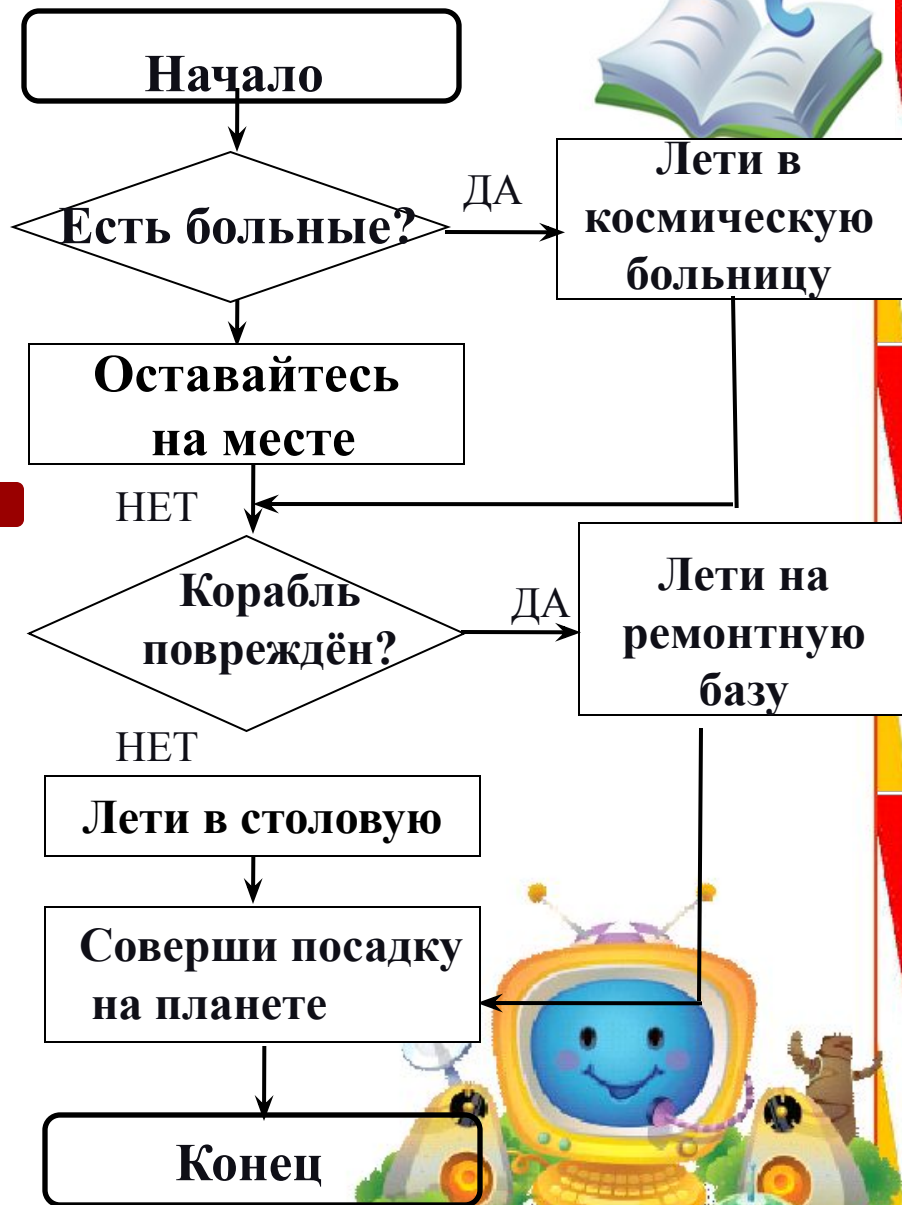 Начало
Есть больные?
ДА
Лети в
космическую
больницу
Оставайтесь
на месте
НЕТ
Корабль
повреждён?
ДА
Лети на
ремонтную
базу
НЕТ
Лети в столовую
Соверши посадку
на планете
Конец